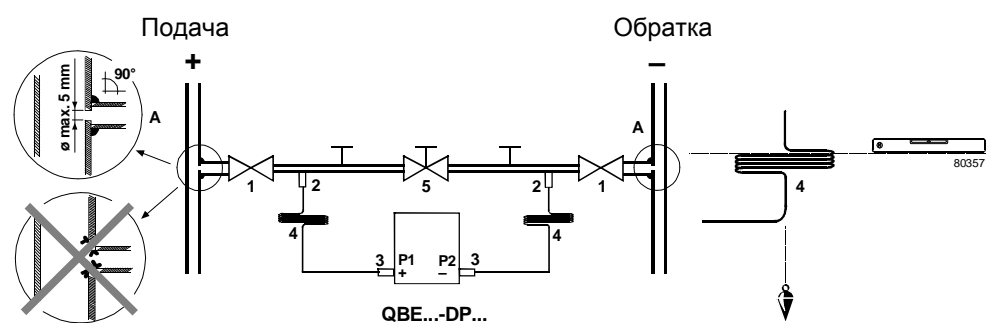 Подача Обратка
+ –
90°
ø max. 5 mm
A A
1 2 5 2 1
4 4 4
80357
3 P1 P2 3
+ –
QBE...-DP...